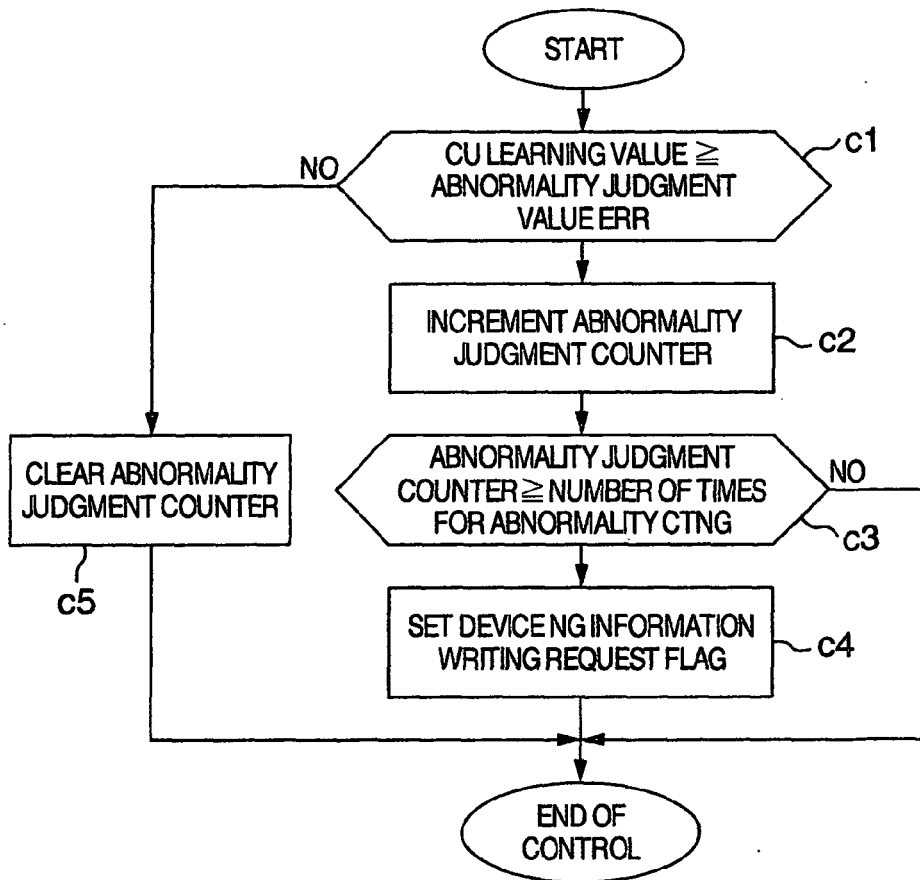 START
CU LEARNING VALUE ≧
ABNORMALITY JUDGMENT
VALUE ERR
c1
NO
INCREMENT ABNORMALITY
JUDGMENT COUNTER
c2
ABNORMALITY JUDGMENT
COUNTER ≧ NUMBER OF TIMES
FOR ABNORMALITY CTNG
NO
c3
CLEAR ABNORMALITY
JUDGMENT COUNTER
c5
SET DEVICE NG INFORMATION
WRITING REQUEST FLAG
c4
END OF
CONTROL